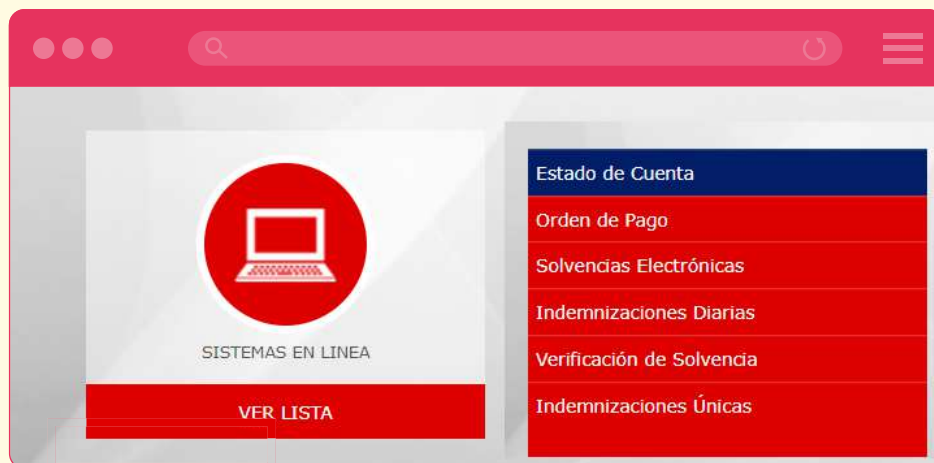 SISTEMAS EN LINEA
VER LISTA
Estado de Cuenta
Orden de Pago
Solvencias Electrónicas
Indemnizaciones Diarias
Verificación de Solvencia
Indemnizaciones Únicas